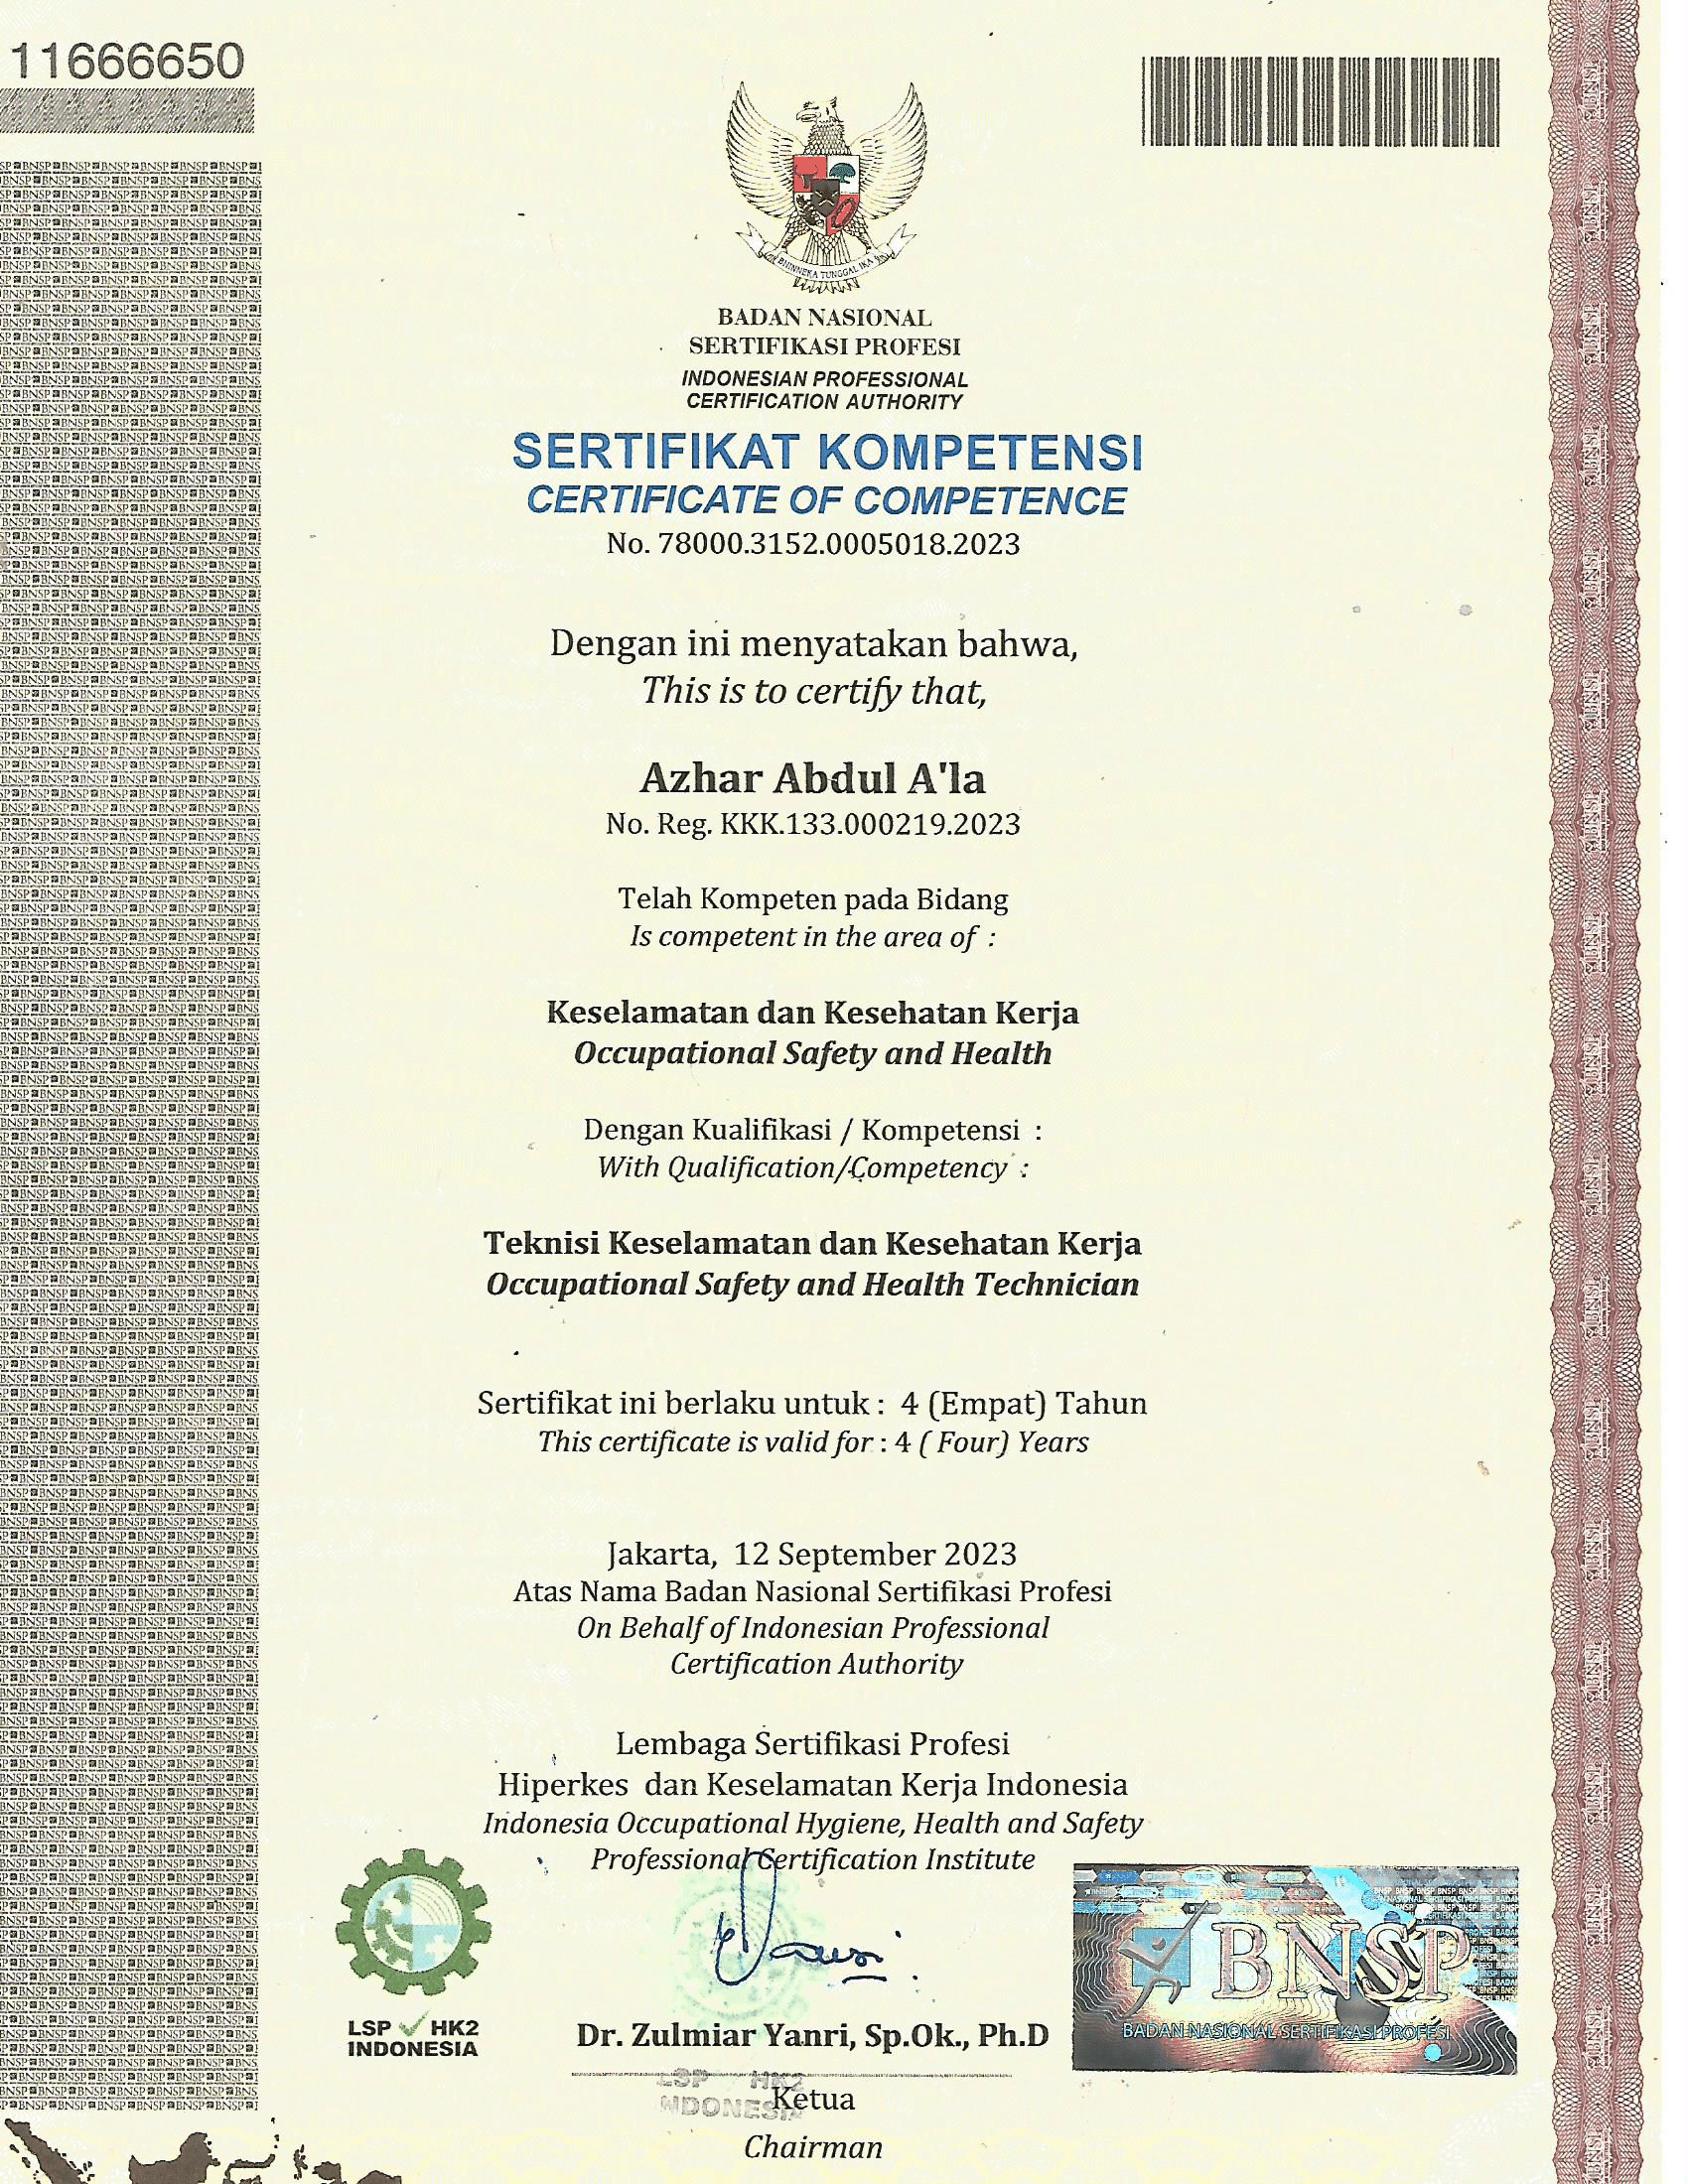 11666650
BHINNEKA TUNGGAL IKA
BADAN NASIONAL
SERTIFIKASI PROFESI
INDONESIAN PROFESSIONAL
CERTIFICATION AUTHORITY
SERTIFIKAT KOMPETENSI
CERTIFICATE OF COMPETENCE
No. 78000.3152.0005018.2023
Dengan ini menyatakan bahwa,
This is to certify that,
Azhar Abdul A'la
No. Reg. KKK.133.000219.2023
Telah Kompeten pada Bidang
Is competent in the area of :
Keselamatan dan Kesehatan Kerja
Occupational Safety and Health
Dengan Kualifikasi / Kompetensi :
With Qualification/Competency :
Teknisi Keselamatan dan Kesehatan Kerja
Occupational Safety and Health Technician
Sertifikat ini berlaku untuk : 4 (Empat) Tahun
This certificate is valid for : 4 ( Four) Years
Jakarta, 12 September 2023
Atas Nama Badan Nasional Sertifikasi Profesi
On Behalf of Indonesian Professional
Certification Authority
Lembaga Sertifikasi Profesi
Hiperkes dan Keselamatan Kerja Indonesia
Indonesia Occupational Hygiene, Health and Safety
Professional Certification Institute
LSP HK2
INDONESIA
BNSP
BADAN NASIONAL SERTIFIKASI PROFESI
Dr. Zulmiar Yanri, Sp.Ok., Ph.D
LSP HK2
INDONESIA
Ketua
Chairman